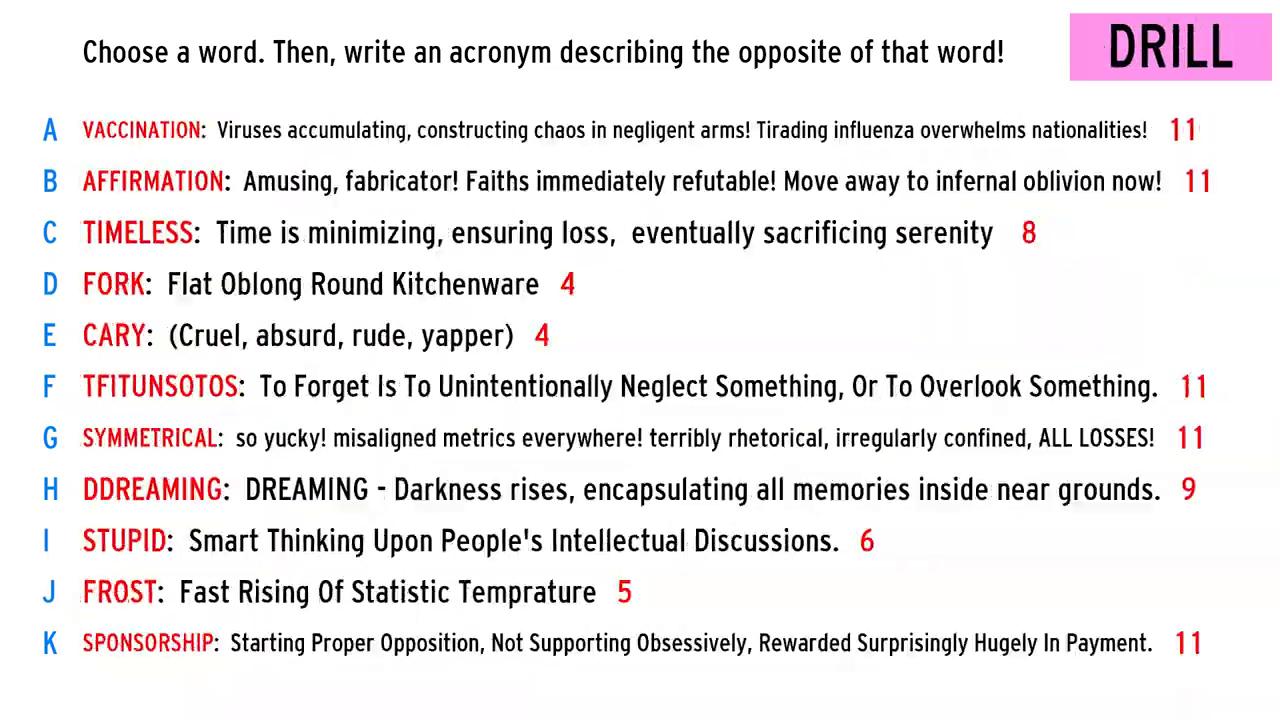 Choose a word. Then, write an acronym describing the opposite of that word! DRILL
A VACCINATION: Viruses accumulating, constructing chaos in negligent arms! Tirading influenza overwhelms nationalities! 11
B AFFIRMATION: Amusing, fabricator! Faiths immediately refutable! Move away to infernal oblivion now! 11
C TIMELESS: Time is minimizing, ensuring loss, eventually sacrificing serenity 8
D FORK: Flat Oblong Round Kitchenware 4
E CARY: (Cruel, absurd, rude, yapper) 4
F TFITUNSOTOS: To Forget Is To Unintentionally Neglect Something, Or To Overlook Something. 11
G SYMMETRICAL: so yucky! misaligned metrics everywhere! terribly rhetorical, irregularly confined, ALL LOSSES! 11
H DDREAMING: DREAMING - Darkness rises, encapsulating all memories inside near grounds. 9
I STUPID: Smart Thinking Upon People's Intellectual Discussions. 6
J FROST: Fast Rising Of Statistic Temprature 5
K SPONSORSHIP: Starting Proper Opposition, Not Supporting Obsessively, Rewarded Surprisingly Hugely In Payment. 11